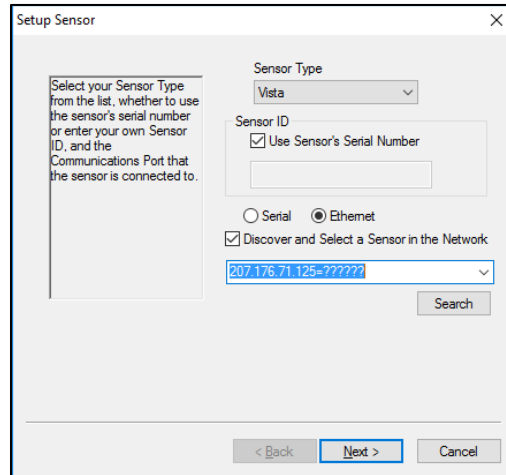 Setup Sensor
Select your Sensor Type
from the list, whether to use
the sensor's serial number
or enter your own Sensor
ID, and the
Communications Port that
the sensor is connected to.
Sensor Type
Vista
Sensor ID
Use Sensor's Serial Number
Serial
Ethernet
Discover and Select a Sensor in the Network
207.176.71.125=??????
Search
< Back
Next >
Cancel